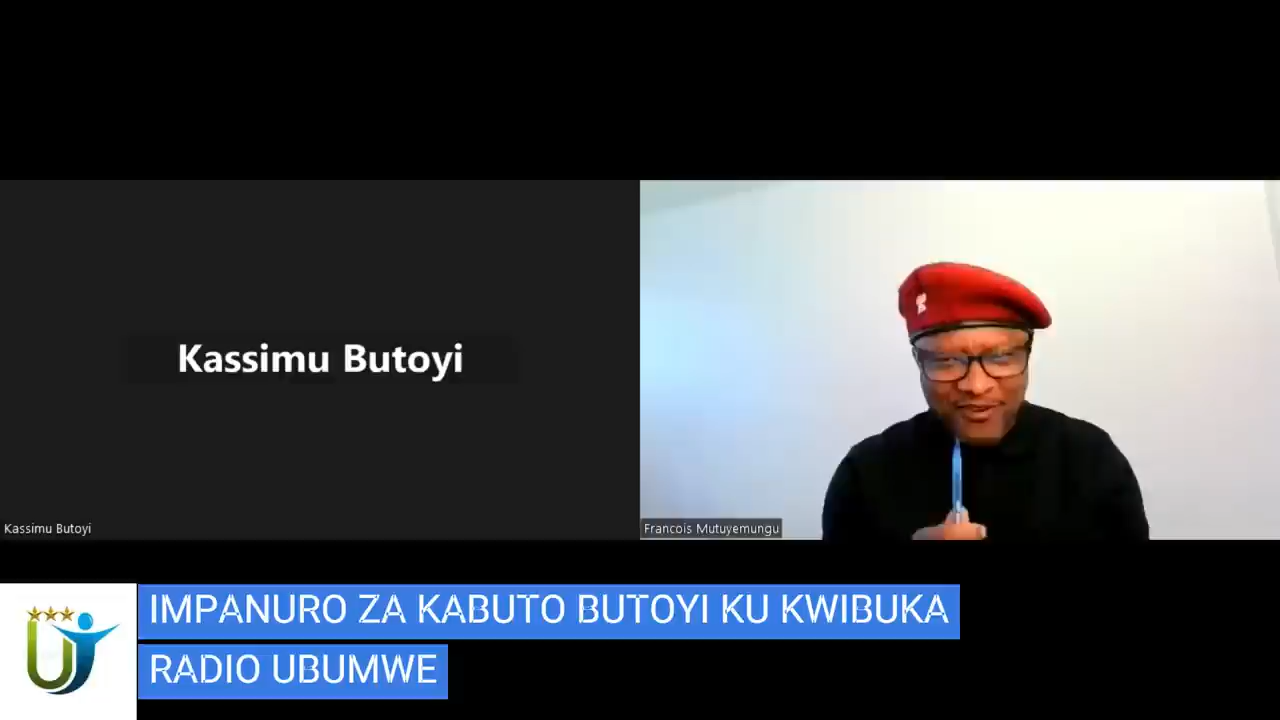 Kassimu Butoyi
Kassimu Butoyi
Francois Mutuyemungu
IMPANURO ZA KABUTO BUTOYI KU KWIBUKA
RADIO UBUMWE